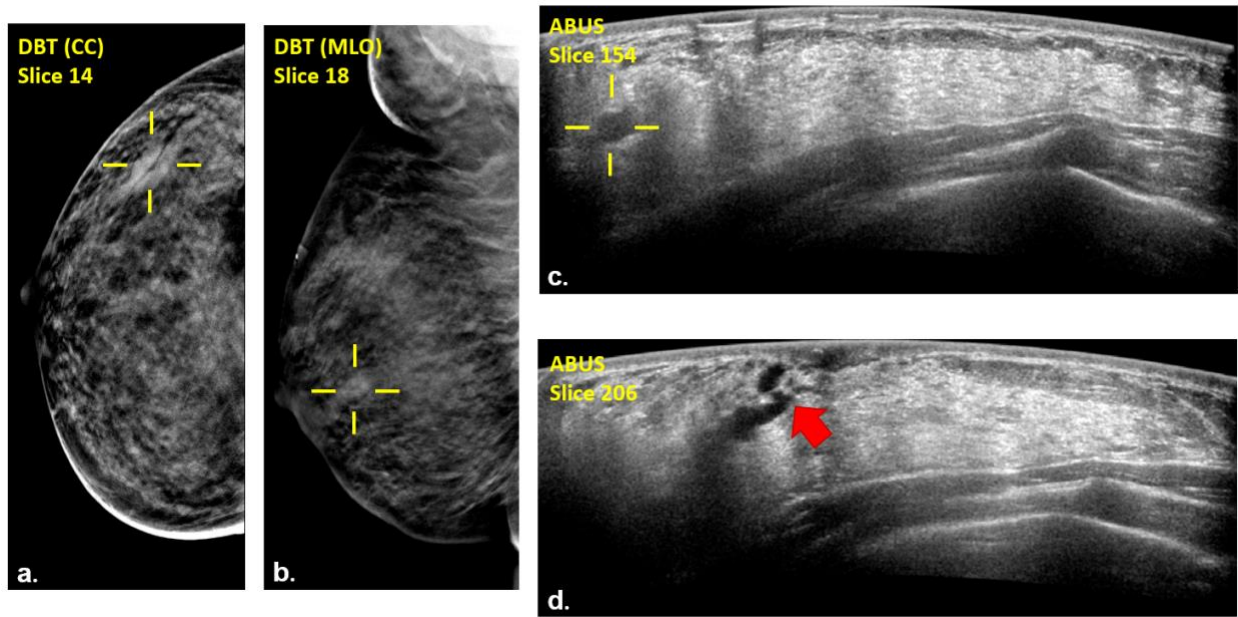 DBT (CC)
Slice 14
a.
DBT (MLO)
Slice 18
b.
ABUS
Slice 154
c.
ABUS
Slice 206
d.